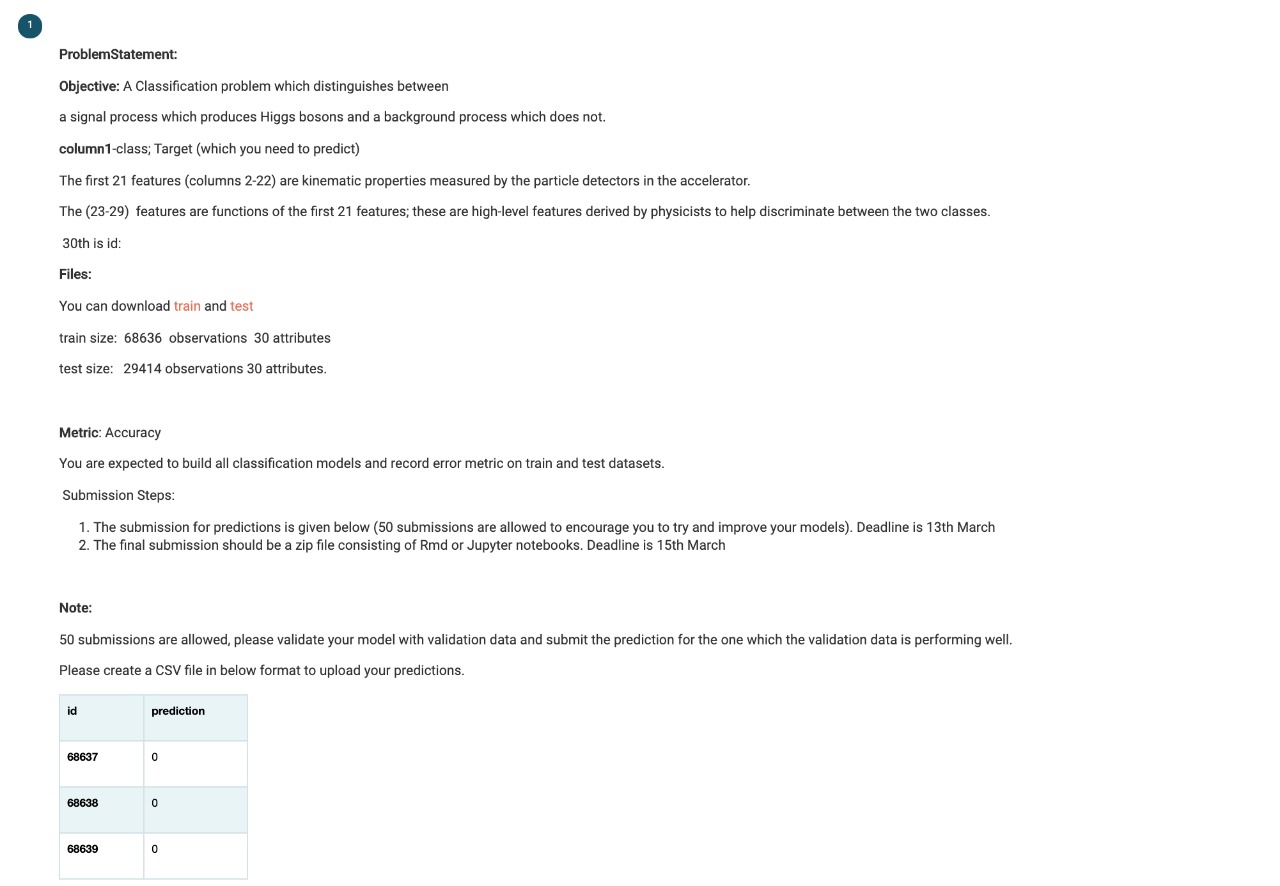 1
ProblemStatement:
Objective: A Classification problem which distinguishes between
a signal process which produces Higgs bosons and a background process which does not.
column1-class; Target (which you need to predict)
The first 21 features (columns 2-22) are kinematic properties measured by the particle detectors in the accelerator.
The (23-29)  features are functions of the first 21 features; these are high-level features derived by physicists to help discriminate between the two classes.
30th is id:
Files:
You can download train and test
train size:  68636  observations  30 attributes
test size:   29414 observations 30 attributes.
Metric: Accuracy
You are expected to build all classification models and record error metric on train and test datasets.
Submission Steps:
1. The submission for predictions is given below (50 submissions are allowed to encourage you to try and improve your models). Deadline is 13th March
2. The final submission should be a zip file consisting of Rmd or Jupyter notebooks. Deadline is 15th March
Note:
50 submissions are allowed, please validate your model with validation data and submit the prediction for the one which the validation data is performing well.
Please create a CSV file in below format to upload your predictions.
id prediction
68637 0
68638 0
68639 0